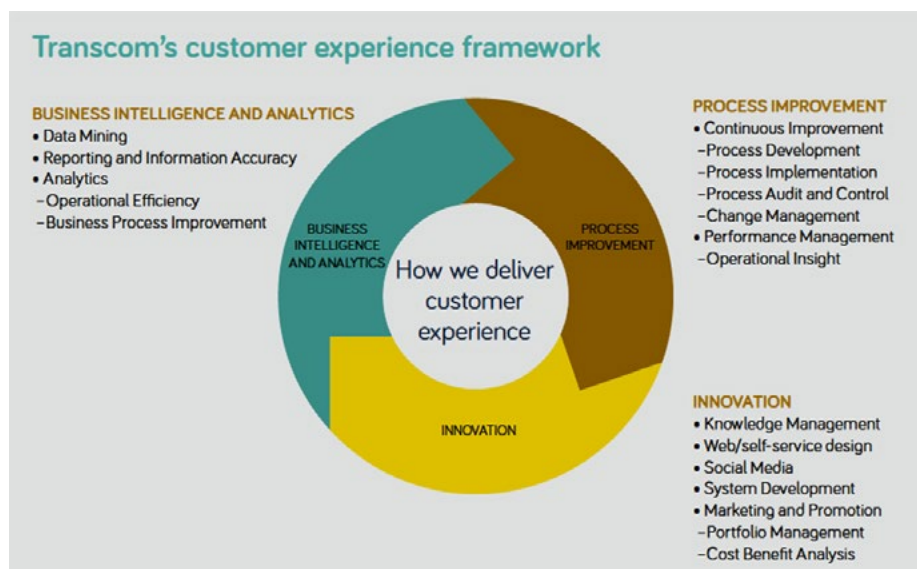 Transcom's customer experience framework
BUSINESS INTELLIGENCE AND ANALYTICS
• Data Mining
• Reporting and Information Accuracy
• Analytics
–Operational Efficiency
–Business Process Improvement
PROCESS IMPROVEMENT
• Continuous Improvement
–Process Development
–Process Implementation
–Process Audit and Control
–Change Management
• Performance Management
–Operational Insight
BUSINESS
INTELLIGENCE
AND ANALYTICS
PROCESS
IMPROVEMENT
How we deliver
customer
experience
INNOVATION
INNOVATION
• Knowledge Management
• Web/self-service design
• Social Media
• System Development
• Marketing and Promotion
–Portfolio Management
–Cost Benefit Analysis